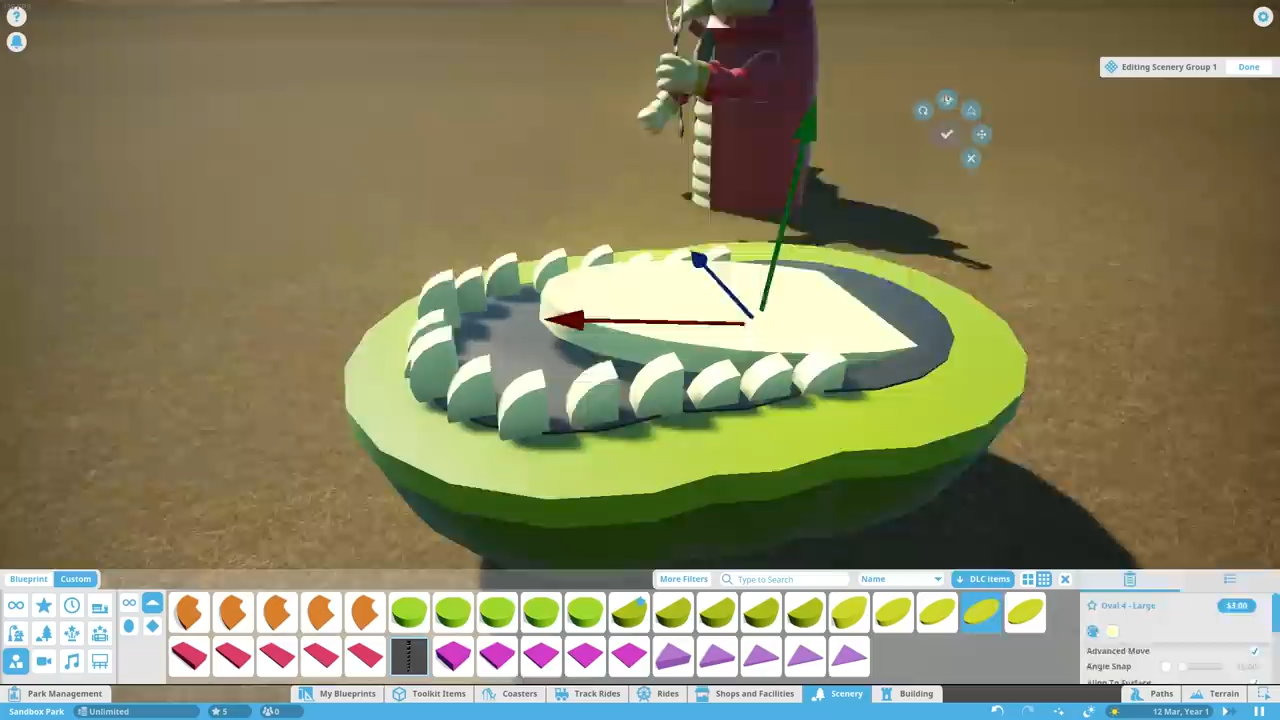 Editing Scenery Group 1 Done
Blueprint Custom
More Filters Type to Search Name DLC Items
Oval 4 - Large $3.00
Advanced Move
Angle Snap
Park Management My Blueprints Toolkit Items Coasters Track Rides Rides Shops and Facilities Scenery Building Paths Terrain
Sandbox Park Unlimited 5 0 12 Mar, Year 1